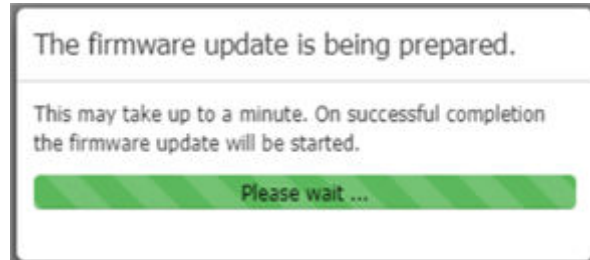 The firmware update is being prepared.
This may take up to a minute. On successful completion
the firmware update will be started.
Please wait ...